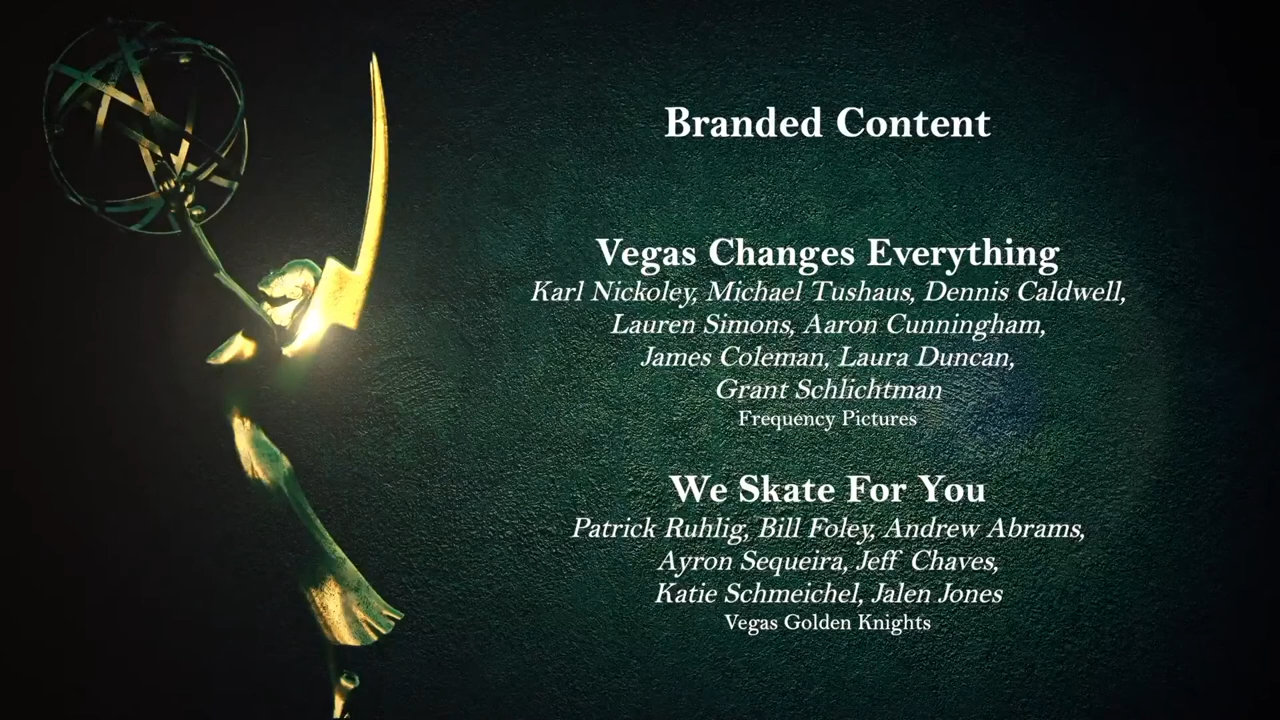 Branded Content
Vegas Changes Everything
Karl Nickoley, Michael Tushaus, Dennis Caldwell,
Lauren Simons, Aaron Cunningham,
James Coleman, Laura Duncan,
Grant Schlichtman
Frequency Pictures
We Skate For You
Patrick Ruhlig, Bill Foley, Andrew Abrams,
Ayron Sequeira, Jeff Chaves,
Katie Schmeichel, Jalen Jones
Vegas Golden Knights